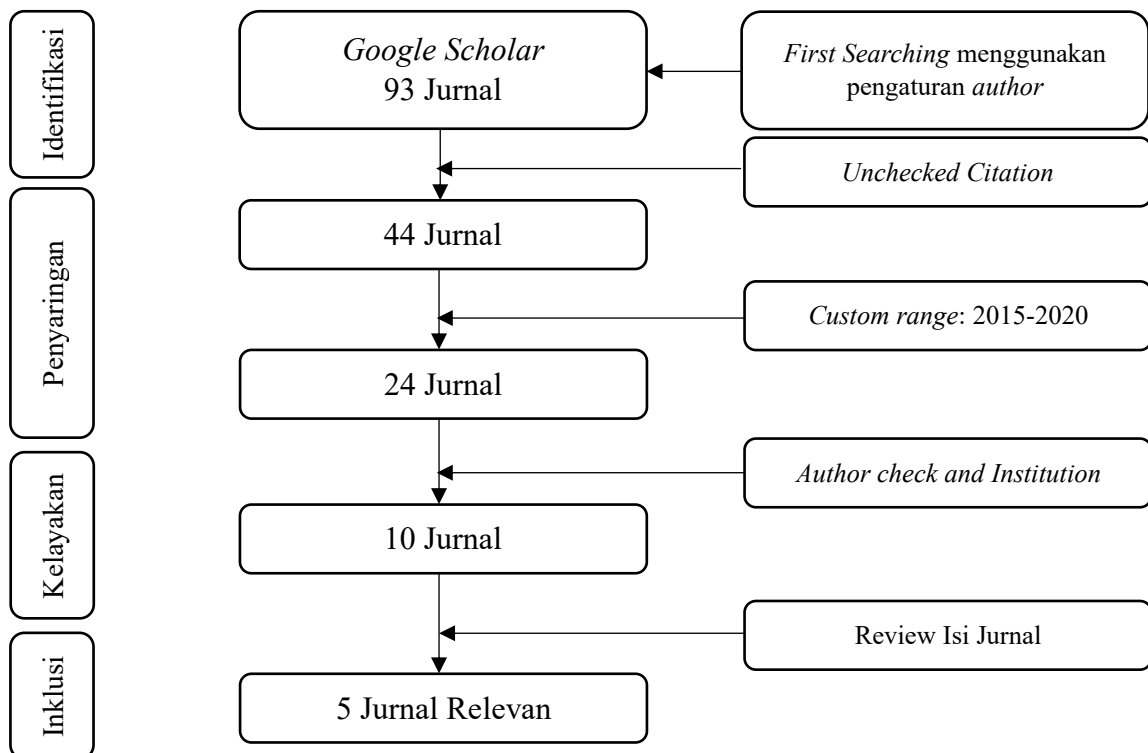 Identifikasi
Google Scholar
93 Jurnal
First Searching menggunakan
pengaturan author
Unchecked Citation
Penyaringan
44 Jurnal
Custom range: 2015-2020
24 Jurnal
Kelayakan
Author check and Institution
10 Jurnal
Inklusi
Review Isi Jurnal
5 Jurnal Relevan